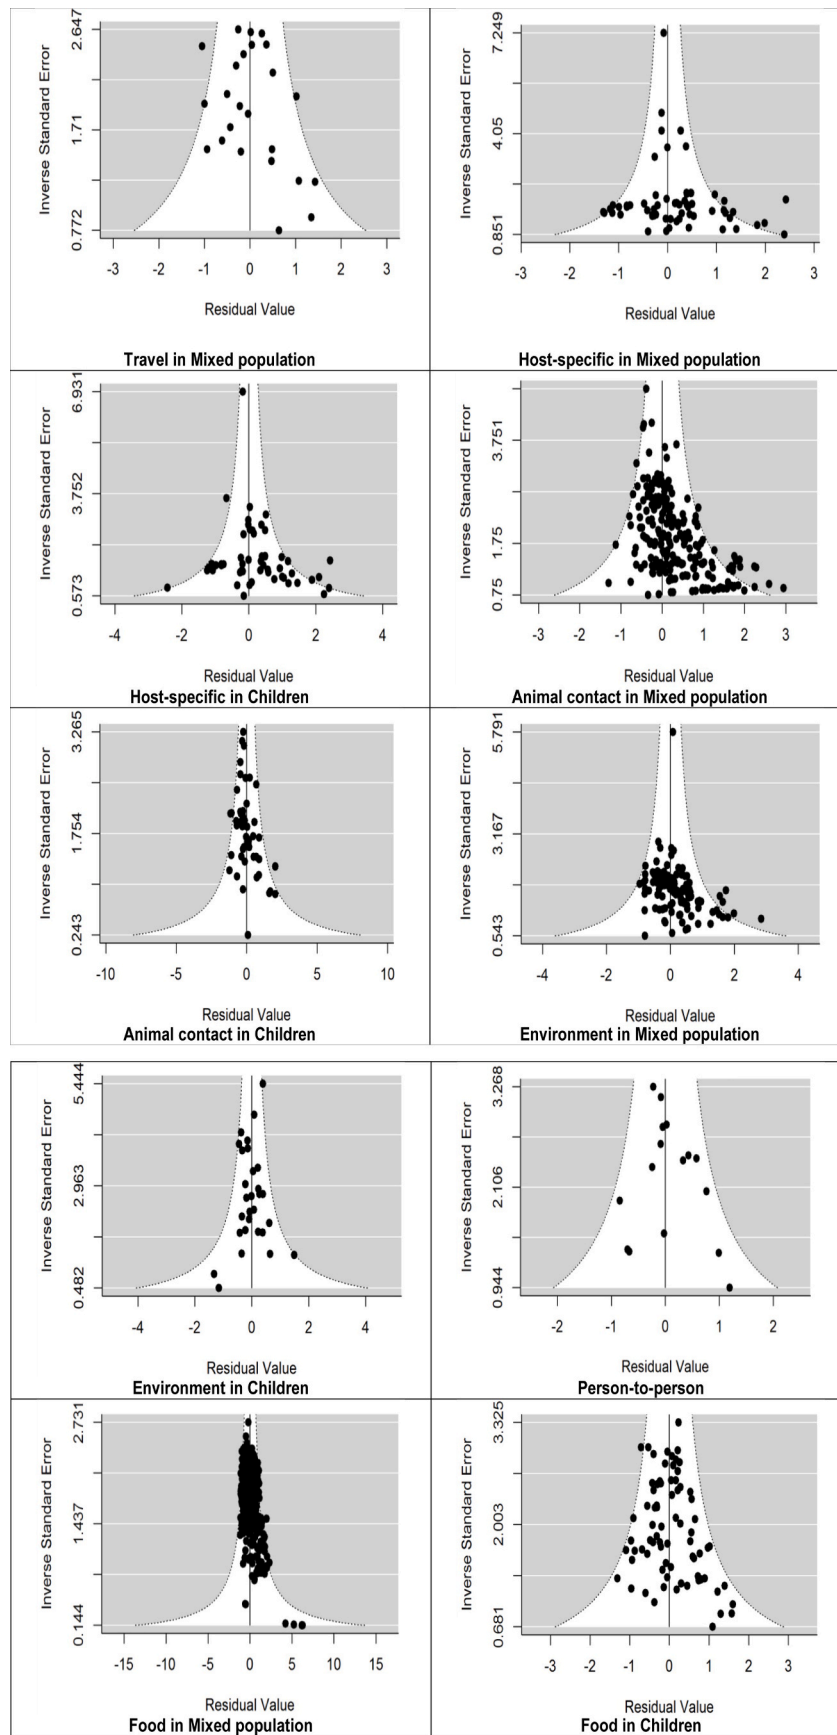 2.647
1.71
0.772
Inverse Standard Error
-3 -2 -1 0 1 2 3
Residual Value
Travel in Mixed population
7.249
4.05
0.851
Inverse Standard Error
-3 -2 -1 0 1 2 3
Residual Value
Host-specific in Mixed population
6.931
3.752
0.573
Inverse Standard Error
-4 -2 0 2 4
Residual Value
Host-specific in Children
3.751
1.75
0.75
Inverse Standard Error
-3 -2 -1 0 1 2 3
Residual Value
Animal contact in Mixed population
3.265
1.754
0.243
Inverse Standard Error
-10 -5 0 5 10
Residual Value
Animal contact in Children
5.791
3.167
0.543
Inverse Standard Error
-4 -2 0 2 4
Residual Value
Environment in Mixed population
5.444
2.963
0.482
Inverse Standard Error
-4 -2 0 2 4
Residual Value
Environment in Children
3.268
2.106
0.944
Inverse Standard Error
-2 -1 0 1 2
Residual Value
Person-to-person
2.731
1.437
0.144
Inverse Standard Error
-15 -10 -5 0 5 10 15
Residual Value
Food in Mixed population
3.325
2.003
0.681
Inverse Standard Error
-3 -2 -1 0 1 2 3
Residual Value
Food in Children